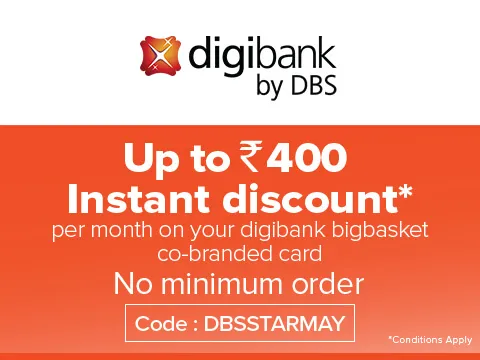 digibank
by DBS
Up to ₹400
Instant discount*
per month on your digibank bigbasket
co-branded card
No minimum order
Code : DBSSTARMAY
*Conditions Apply